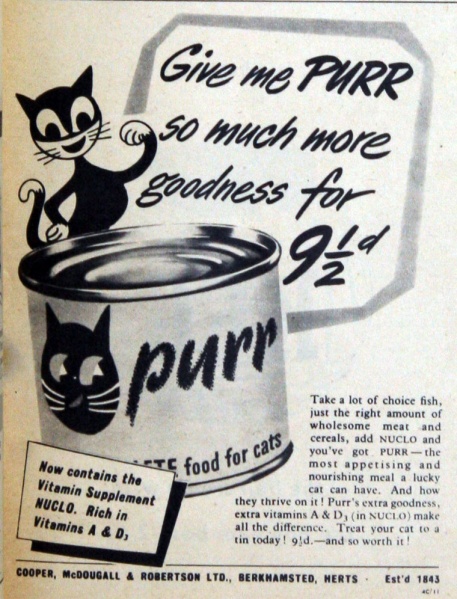 Give me PURR
so much more
goodness for
9½d
purr
food for cats
Now contains the
Vitamin Supplement
NUCLO. Rich in
Vitamins A & D₃
Take a lot of choice fish,
just the right amount of
wholesome meat and
cereals, add NUCLO and
you've got PURR—the
most appetising and
nourishing meal a lucky
cat can have. And how
they thrive on it! Purr's extra goodness,
extra vitamins A & D₃ (in NUCLO) make
all the difference. Treat your cat to a
tin today! 9½d.—and so worth it!
COOPER, McDOUGALL & ROBERTSON LTD., BERKHAMSTED, HERTS · Est'd 1843